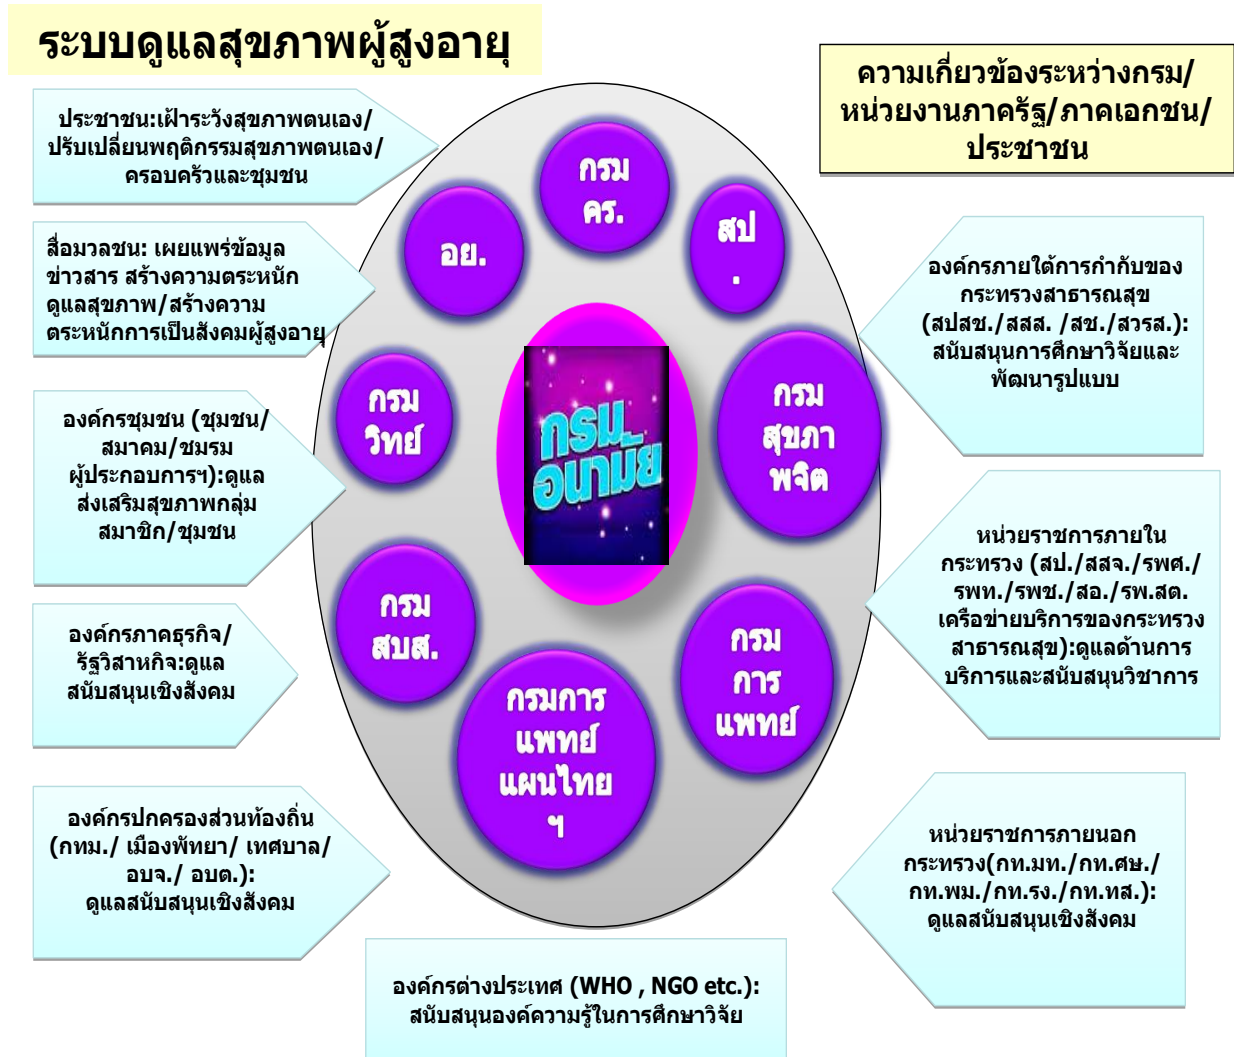 ระบบดูแลสุขภาพผู้สูงอายุ
ความเกี่ยวข้องระหว่างกรม/
หน่วยงานภาครัฐ/ภาคเอกชน/
ประชาชน
ประชาชน:เฝ้าระวังสุขภาพตนเอง/
ปรับเปลี่ยนพฤติกรรมสุขภาพตนเอง/
ครอบครัวและชุมชน
สื่อมวลชน: เผยแพร่ข้อมูล
ข่าวสาร สร้างความตระหนัก
ดูแลสุขภาพ/สร้างความ
ตระหนักการเป็นสังคมผู้สูงอายุ
องค์กรชุมชน (ชุมชน/
สมาคม/ชมรม
ผู้ประกอบการฯ):ดูแล
ส่งเสริมสุขภาพกลุ่ม
สมาชิก/ชุมชน
องค์กรภาคธุรกิจ/
รัฐวิสาหกิจ:ดูแล
สนับสนุนเชิงสังคม
องค์กรปกครองส่วนท้องถิ่น
(กทม./ เมืองพัทยา/ เทศบาล/
อบจ./ อบต.):
ดูแลสนับสนุนเชิงสังคม
กรม
คร.
อย.
สป
.
กรม
วิทย์
กรม
อนามัย
กรม
สุขภา
พจิต
กรม
สบส.
กรม
การ
แพทย์
กรมการ
แพทย์
แผนไทย
ฯ
องค์กรภายใต้การกำกับของ
กระทรวงสาธารณสุข
(สปสช./สสส. /สช./สวรส.):
สนับสนุนการศึกษาวิจัยและ
พัฒนารูปแบบ
หน่วยราชการภายใน
กระทรวง (สป./สสจ./รพศ./
รพท./รพช./สอ./รพ.สต.
เครือข่ายบริการของกระทรวง
สาธารณสุข):ดูแลด้านการ
บริการและสนับสนุนวิชาการ
หน่วยราชการภายนอก
กระทรวง(กท.มท./กท.ศษ./
กท.พม./กท.รง./กท.ทส.):
ดูแลสนับสนุนเชิงสังคม
องค์กรต่างประเทศ (WHO , NGO etc.):
สนับสนุนองค์ความรู้ในการศึกษาวิจัย